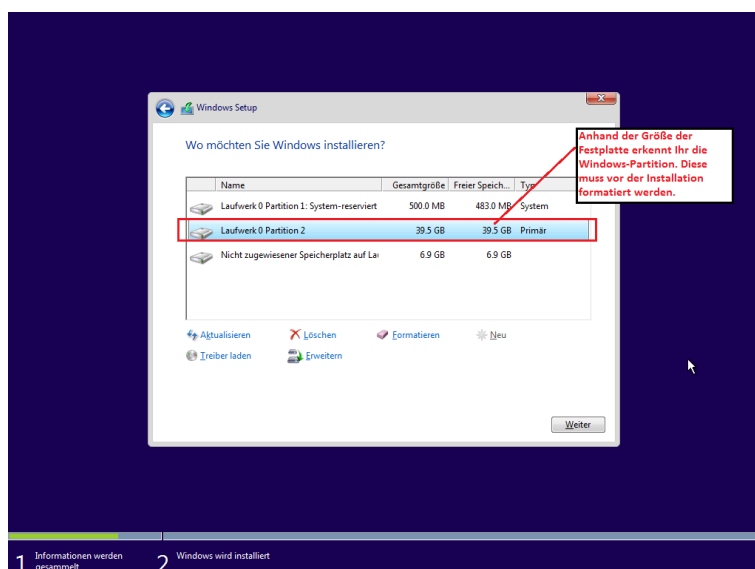 Windows Setup
Wo möchten Sie Windows installieren?
Anhand der Größe der
Festplatte erkennt Ihr die
Windows-Partition. Diese
muss vor der Installation
formatiert werden.
Name Gesamtgröße Freier Speich... Typ
Laufwerk 0 Partition 1: System-reserviert 500.0 MB 483.0 MB System
Laufwerk 0 Partition 2 39.5 GB 39.5 GB Primär
Nicht zugewiesener Speicherplatz auf Lau 6.9 GB 6.9 GB
Aktualisieren Löschen Formatieren Neu
Treiber laden Erweitern
Weiter
1 Informationen werden
gesammelt
2 Windows wird installiert